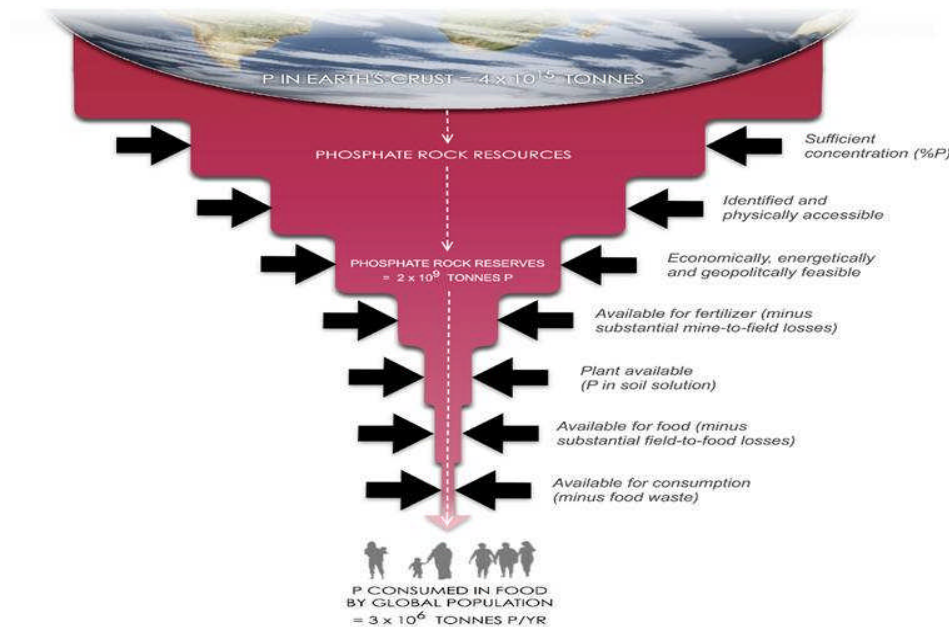 P IN EARTH'S CRUST = 4 x 10¹⁵ TONNES
PHOSPHATE ROCK RESOURCES
Sufficient
concentration (%P)
Identified and
physically accessible
PHOSPHATE ROCK RESERVES
= 2 x 10⁹ TONNES P
Economically, energetically
and geopolitcally feasible
Available for fertilizer (minus
substantial mine-to-field losses)
Plant available
(P in soil solution)
Available for food (minus
substantial field-to-food losses)
Available for consumption
(minus food waste)
P CONSUMED IN FOOD
BY GLOBAL POPULATION
= 3 x 10⁶ TONNES P/YR